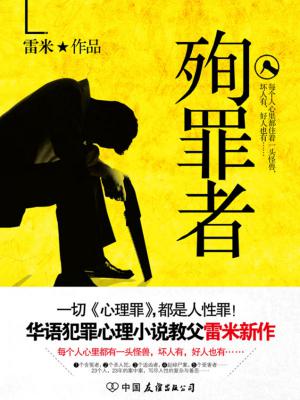 雷米★作品
殉罪者
每个人心里都住着一头怪兽,
坏人有,好人也有……
一切《心理罪》,都是人性罪!
华语犯罪心理小说教父雷米新作
每个人心里都有一头怪兽,坏人有,好人也有……
中国友谊出版公司